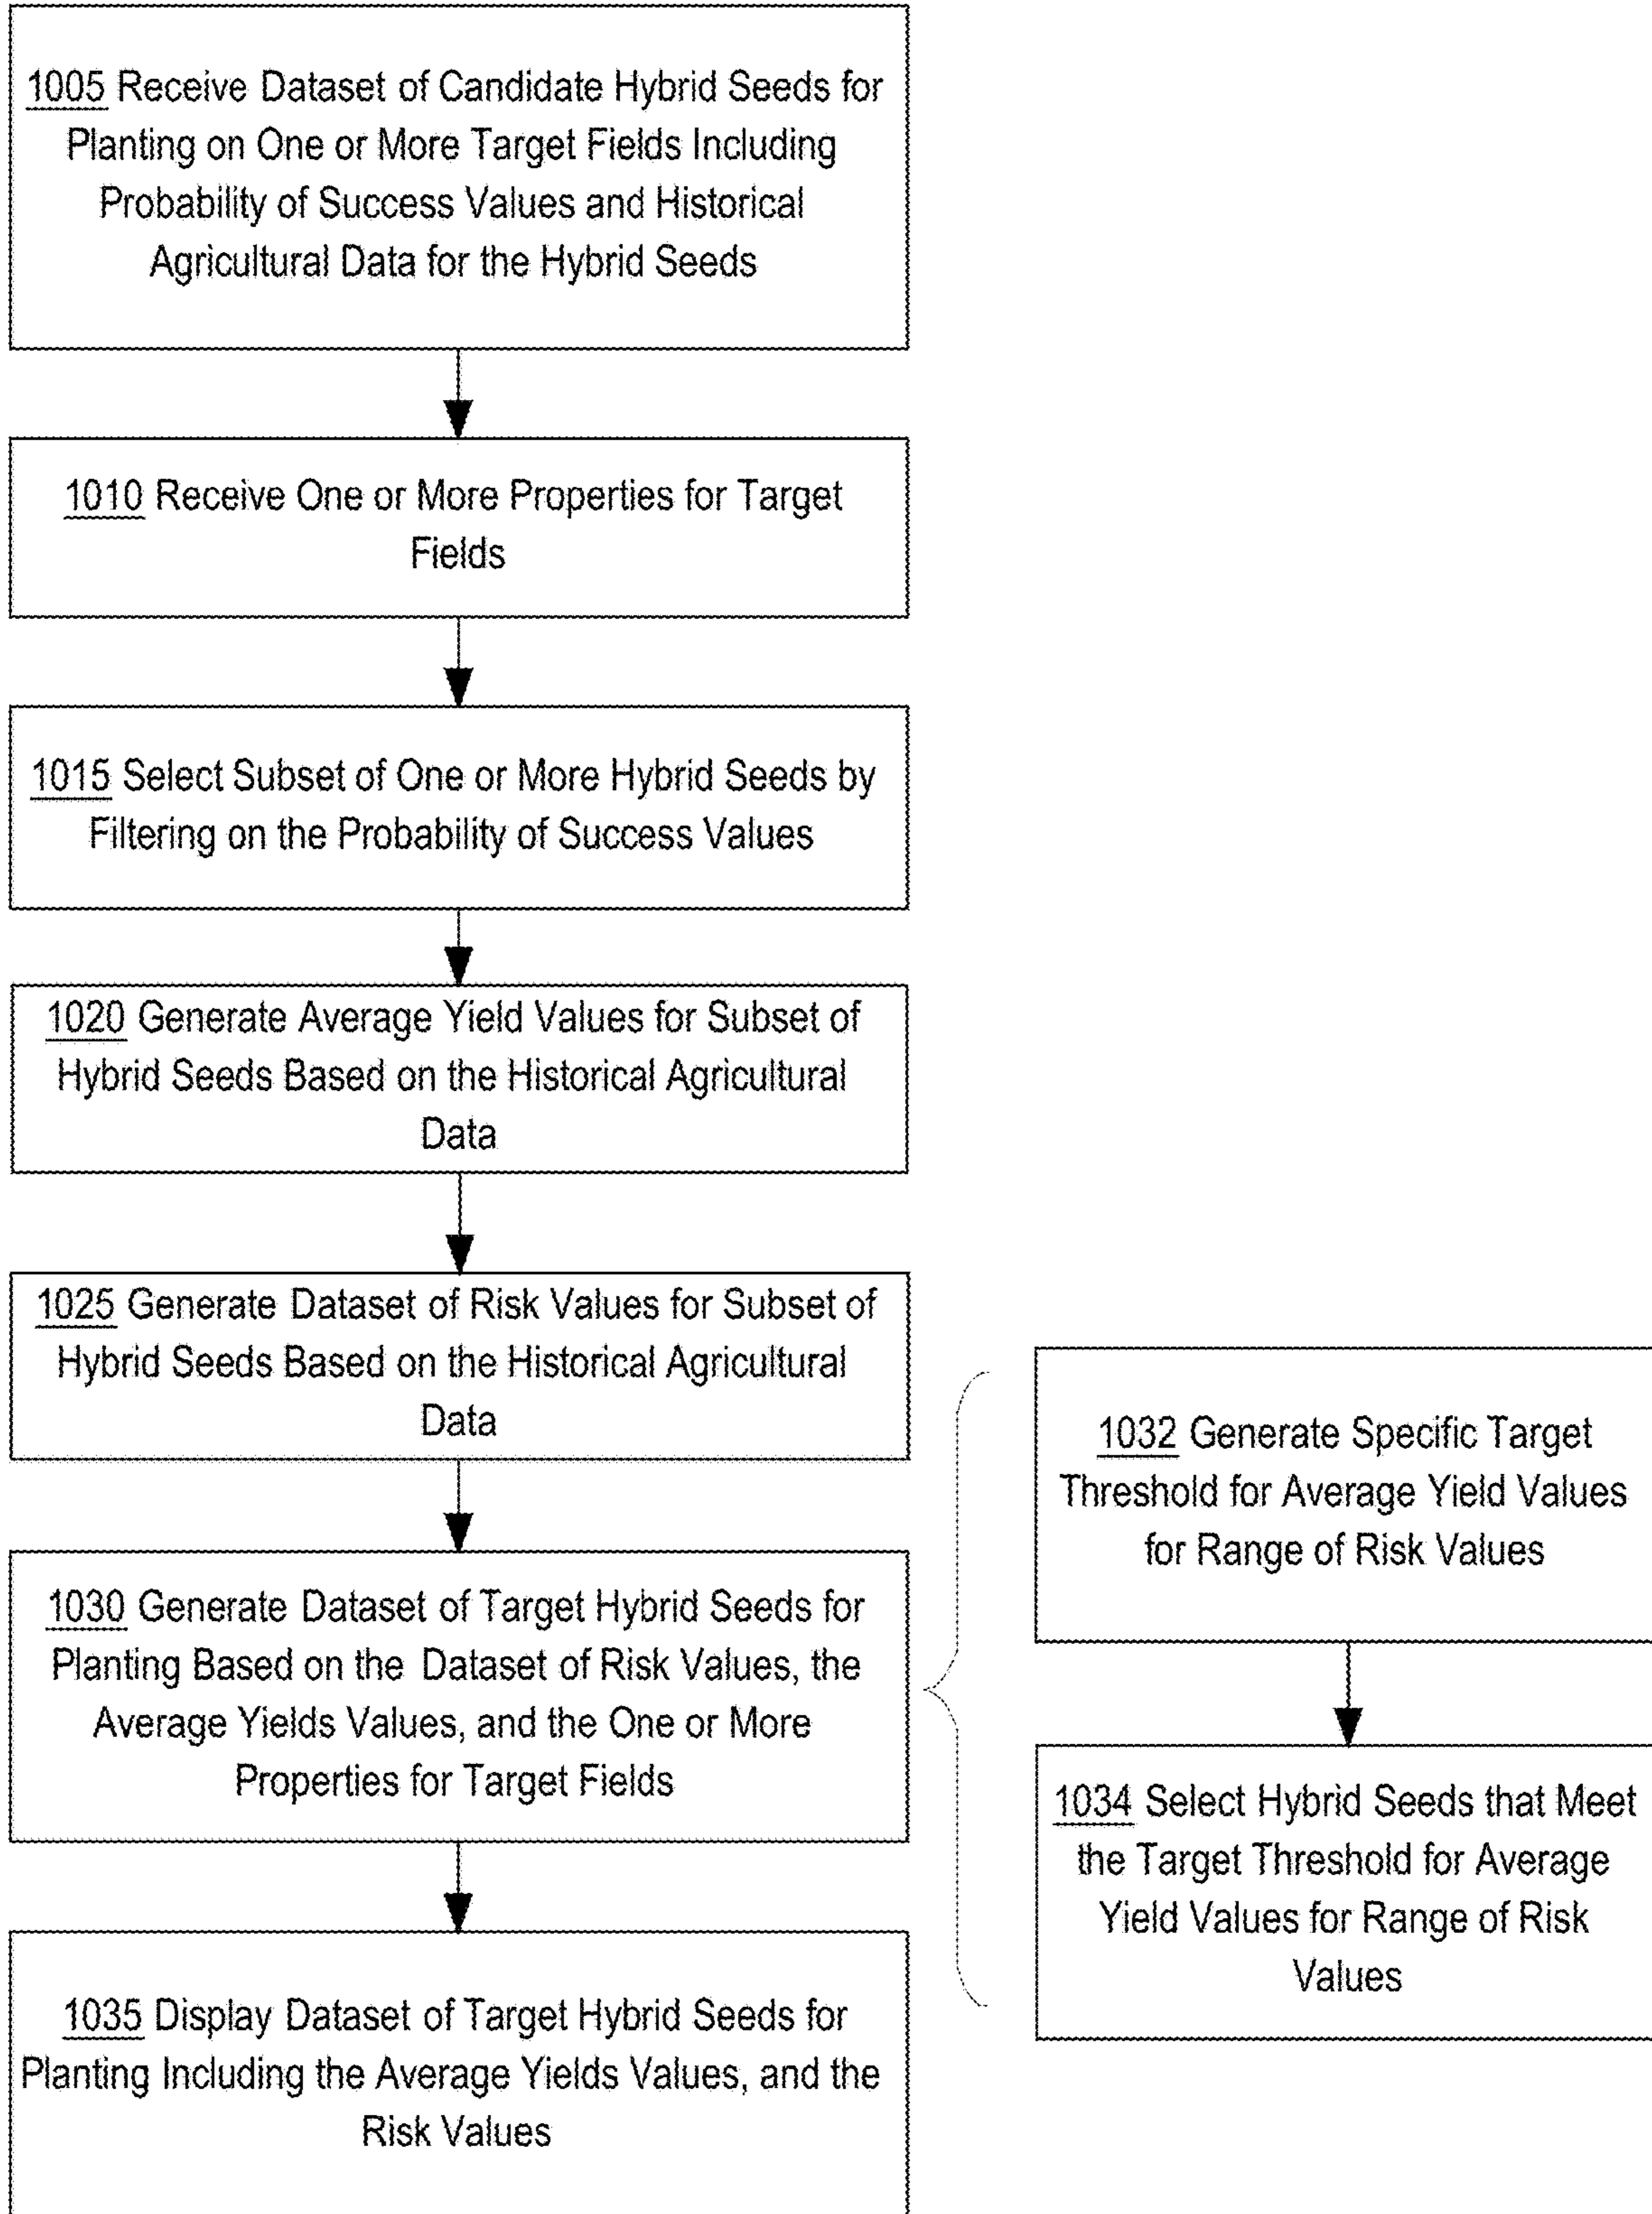 1005 Receive Dataset of Candidate Hybrid Seeds for
Planting on One or More Target Fields Including
Probability of Success Values and Historical
Agricultural Data for the Hybrid Seeds
1010 Receive One or More Properties for Target
Fields
1015 Select Subset of One or More Hybrid Seeds by
Filtering on the Probability of Success Values
1020 Generate Average Yield Values for Subset of
Hybrid Seeds Based on the Historical Agricultural
Data
1025 Generate Dataset of Risk Values for Subset of
Hybrid Seeds Based on the Historical Agricultural
Data
1030 Generate Dataset of Target Hybrid Seeds for
Planting Based on the Dataset of Risk Values, the
Average Yields Values, and the One or More
Properties for Target Fields
1032 Generate Specific Target
Threshold for Average Yield Values
for Range of Risk Values
1034 Select Hybrid Seeds that Meet
the Target Threshold for Average
Yield Values for Range of Risk
Values
1035 Display Dataset of Target Hybrid Seeds for
Planting Including the Average Yields Values, and the
Risk Values